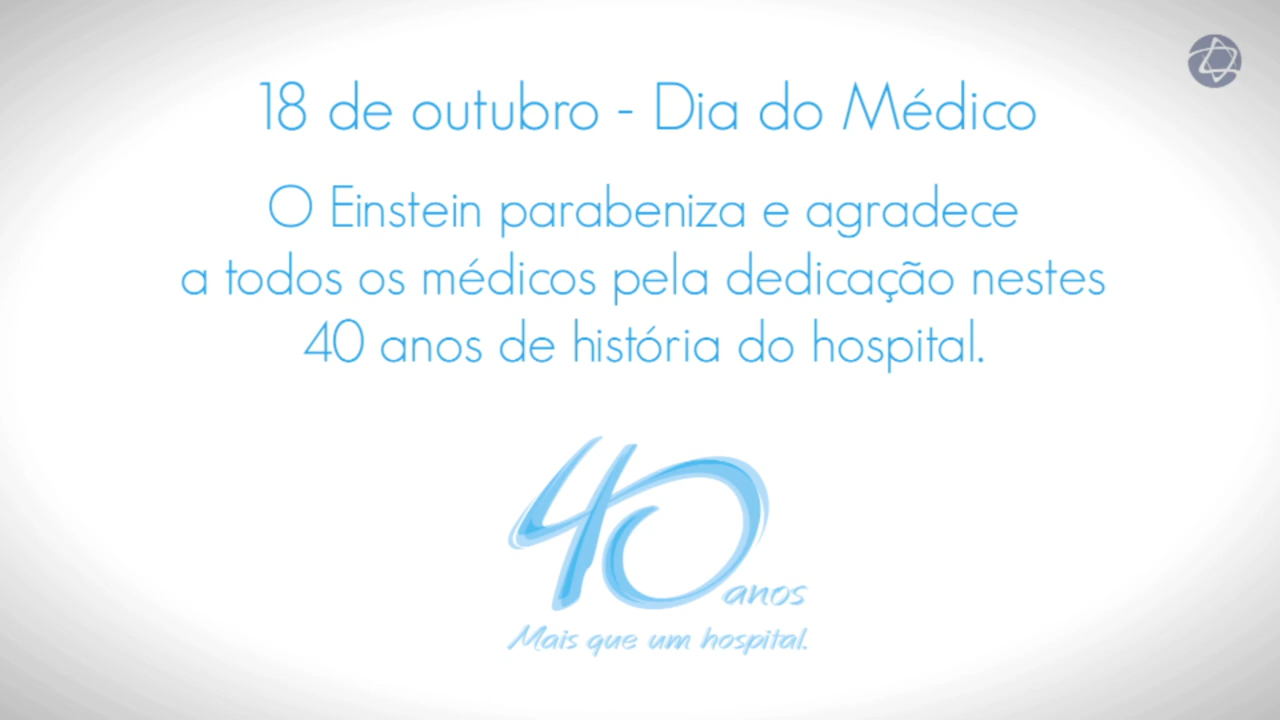 18 de outubro - Dia do Médico
O Einstein parabeniza e agradece
a todos os médicos pela dedicação nestes
40 anos de história do hospital.
40 anos
Mais que um hospital.